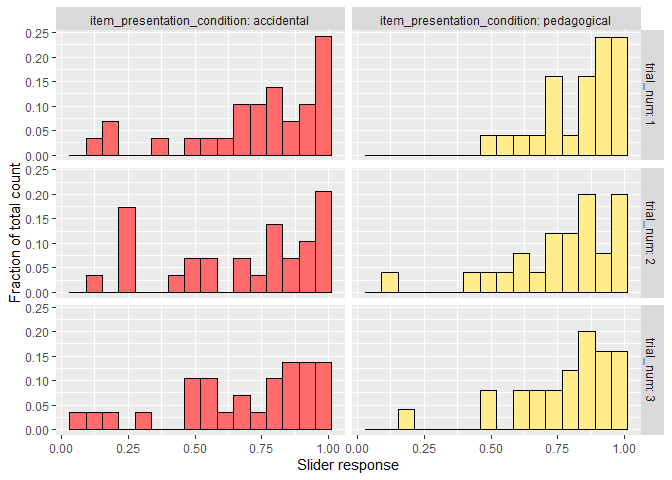 item_presentation_condition: accidental
item_presentation_condition: pedagogical
0.25
0.20
0.15
0.10
0.05
0.00
trial_num: 1
0.25
0.20
0.15
0.10
0.05
0.00
trial_num: 2
0.25
0.20
0.15
0.10
0.05
0.00
trial_num: 3
Fraction of total count
0.00 0.25 0.50 0.75 1.00
0.00 0.25 0.50 0.75 1.00
Slider response